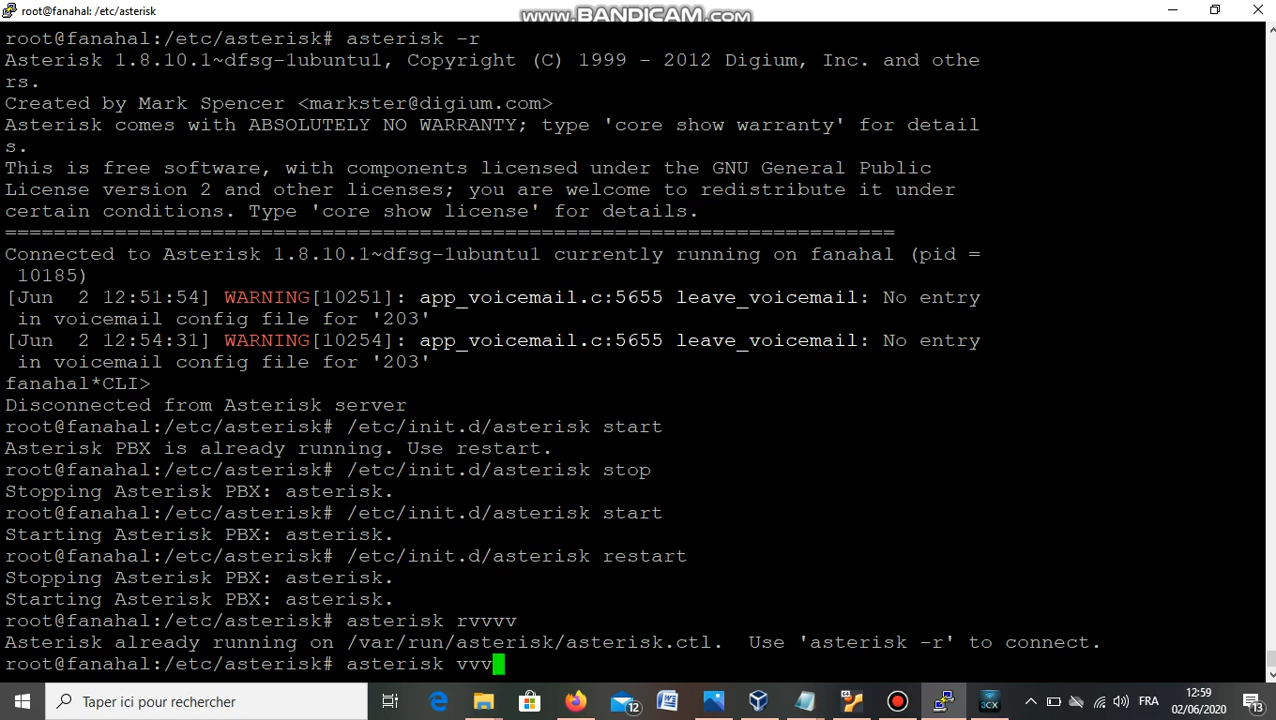 root@fanahal: /etc/asterisk
www.BANDICAM.com
root@fanahal:/etc/asterisk# asterisk -r
Asterisk 1.8.10.1~dfsg-1ubuntu1, Copyright (C) 1999 - 2012 Digium, Inc. and othe
rs.
Created by Mark Spencer <markster@digium.com>
Asterisk comes with ABSOLUTELY NO WARRANTY; type 'core show warranty' for detail
s.
This is free software, with components licensed under the GNU General Public
License version 2 and other licenses; you are welcome to redistribute it under
certain conditions. Type 'core show license' for details.
=========================================================================
Connected to Asterisk 1.8.10.1~dfsg-1ubuntu1 currently running on fanahal (pid =
 10185)
[Jun  2 12:51:54] WARNING[10251]: app_voicemail.c:5655 leave_voicemail: No entry
 in voicemail config file for '203'
[Jun  2 12:54:31] WARNING[10254]: app_voicemail.c:5655 leave_voicemail: No entry
 in voicemail config file for '203'
fanahal*CLI>
Disconnected from Asterisk server
root@fanahal:/etc/asterisk# /etc/init.d/asterisk start
Asterisk PBX is already running. Use restart.
root@fanahal:/etc/asterisk# /etc/init.d/asterisk stop
Stopping Asterisk PBX: asterisk.
root@fanahal:/etc/asterisk# /etc/init.d/asterisk start
Starting Asterisk PBX: asterisk.
root@fanahal:/etc/asterisk# /etc/init.d/asterisk restart
Stopping Asterisk PBX: asterisk.
Starting Asterisk PBX: asterisk.
root@fanahal:/etc/asterisk# asterisk rvvvv
Asterisk already running on /var/run/asterisk/asterisk.ctl.  Use 'asterisk -r' to connect.
root@fanahal:/etc/asterisk# asterisk vvv
Taper ici pour rechercher
12
3CX
FRA
12:59
02/06/2020
13